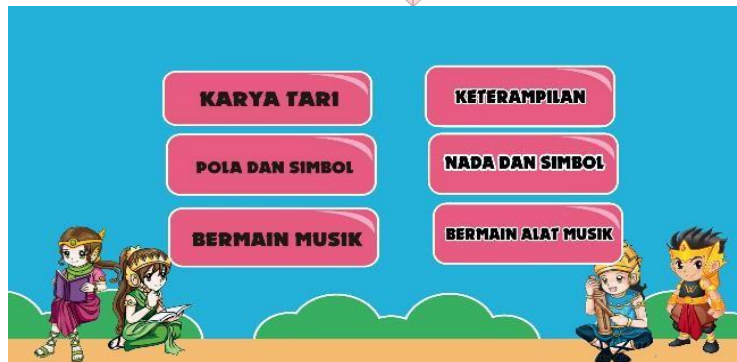 KARYA TARI
POLA DAN SIMBOL
BERMAIN MUSIK
KETERAMPILAN
NADA DAN SIMBOL
BERMAIN ALAT MUSIK